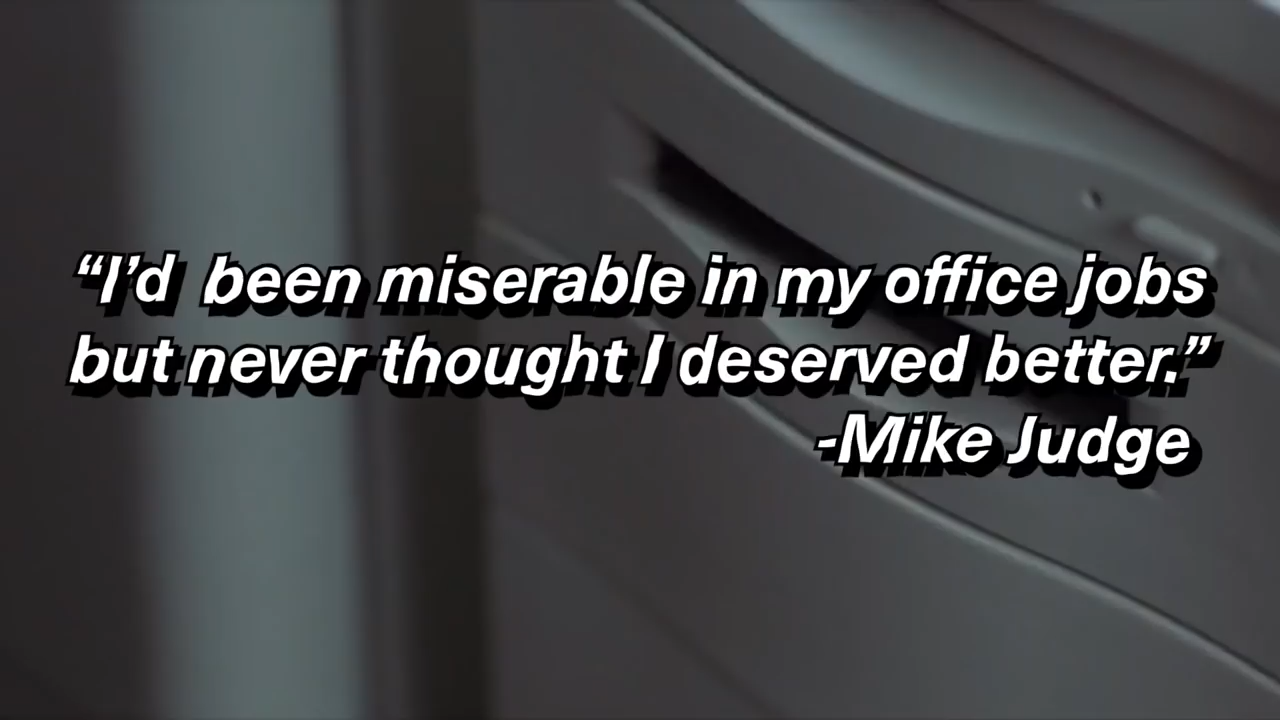 “I’d been miserable in my office jobs
but never thought I deserved better.”
-Mike Judge